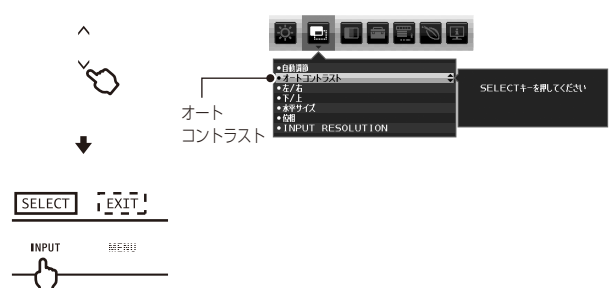 •自動調節
•オートコントラスト
•左/右
•下/上
•水平サイズ
•位相
•INPUT RESOLUTION
SELECTキーを押してください
オート
コントラスト
SELECT
EXIT
INPUT
MENU